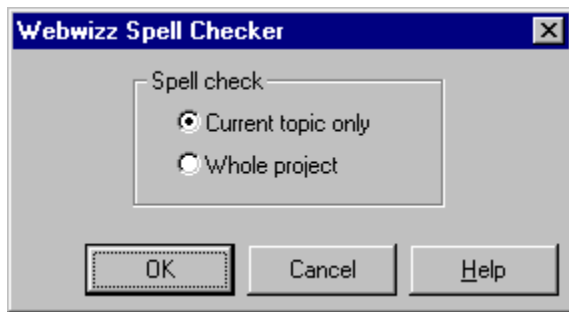 Webwizz Spell Checker
Spell check
Current topic only
Whole project
OK Cancel Help